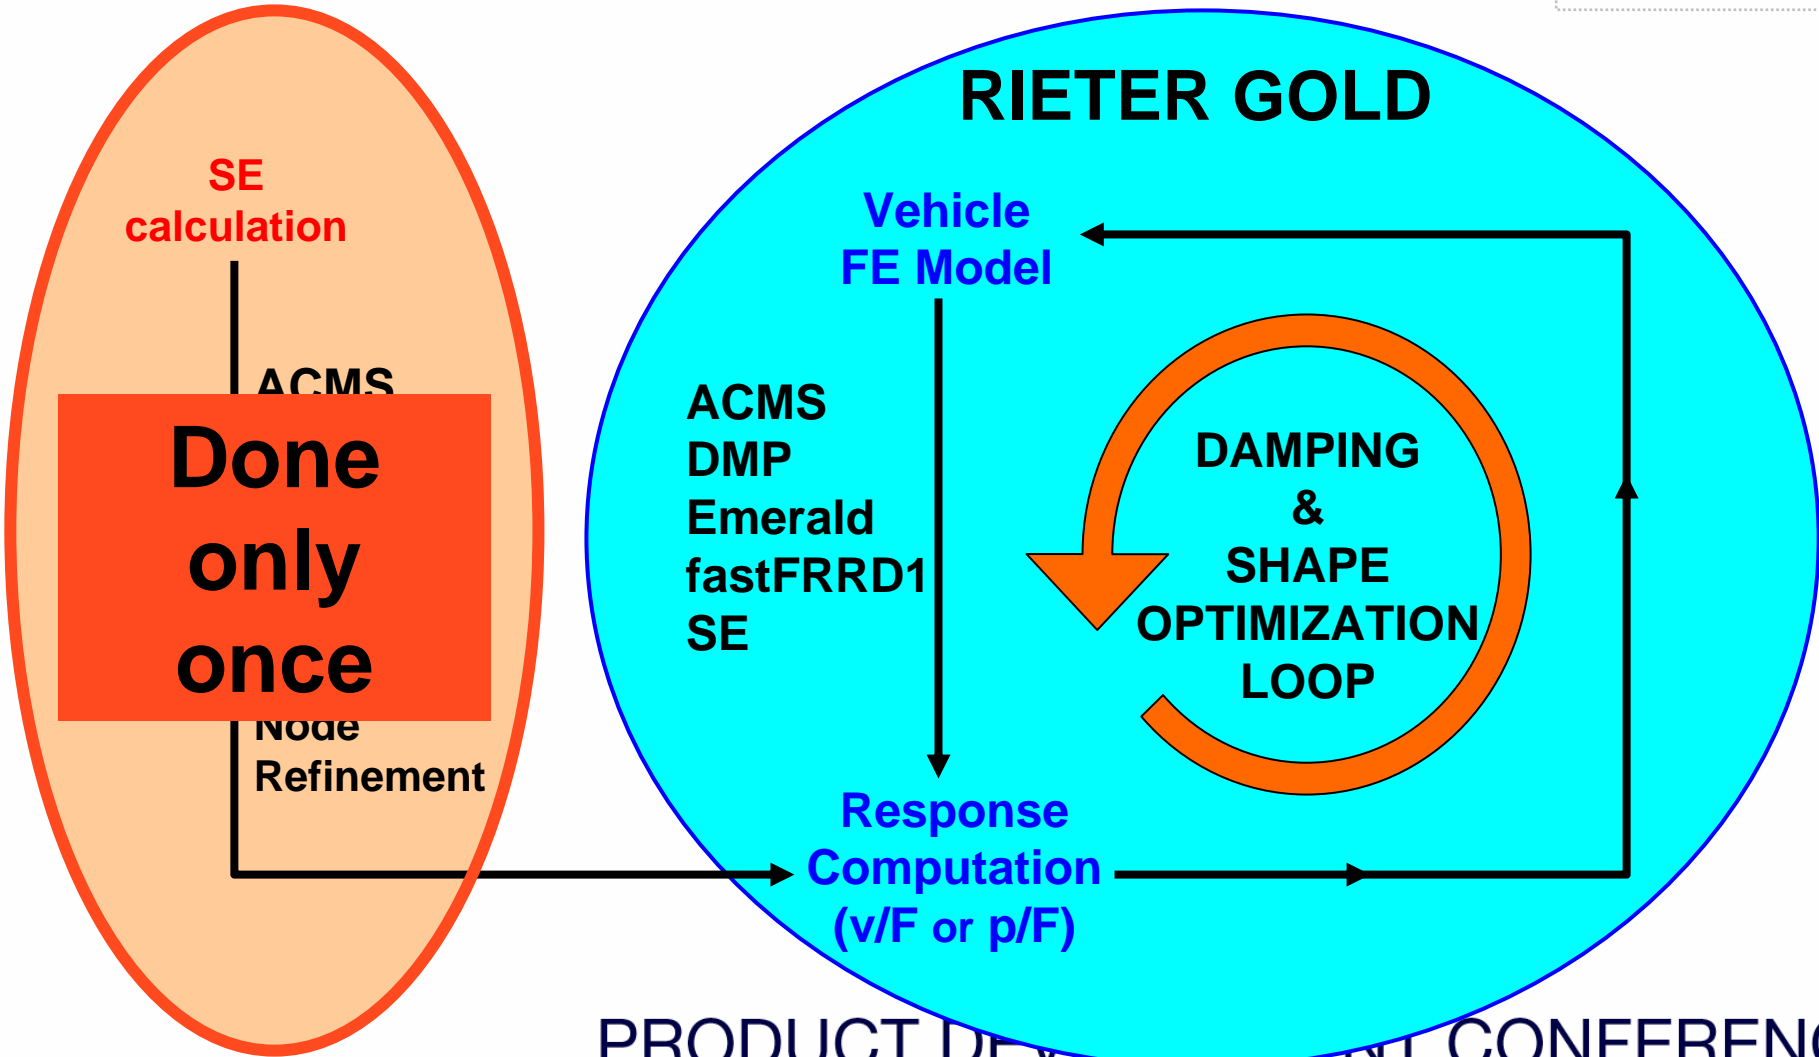 SE
calculation
ACMS
Done
only
once
Node
Refinement
RIETER GOLD
Vehicle
FE Model
ACMS
DMP
Emerald
fastFRRD1
SE
DAMPING
&
SHAPE
OPTIMIZATION
LOOP
Response
Computation
(v/F or p/F)
PRODUCT